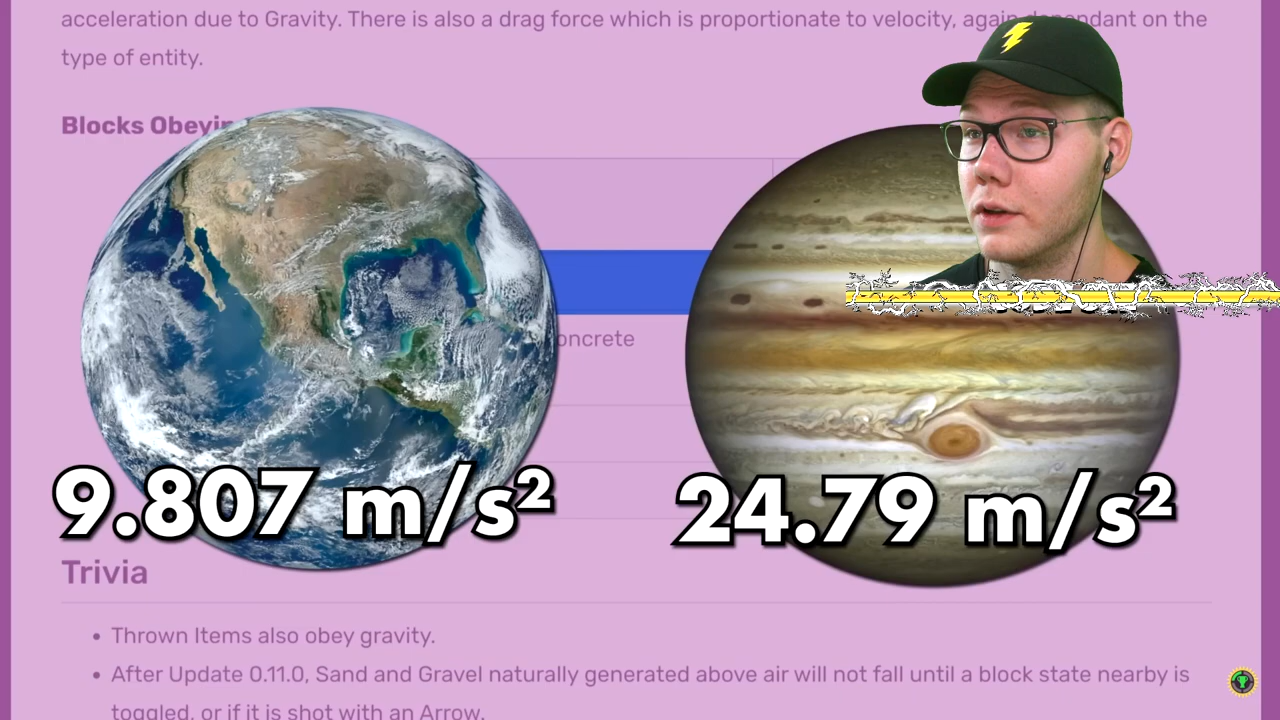 acceleration due to Gravity. There is also a drag force which is proportionate to velocity, again dependant on the
type of entity.
Blocks
oncrete
9.807 m/s²
24.79 m/s²
Trivia
• Thrown Items also obey gravity.
• After Update 0.11.0, Sand and Gravel naturally generated above air will not fall until a block state nearby is
toggled, or if it is shot with an Arrow.